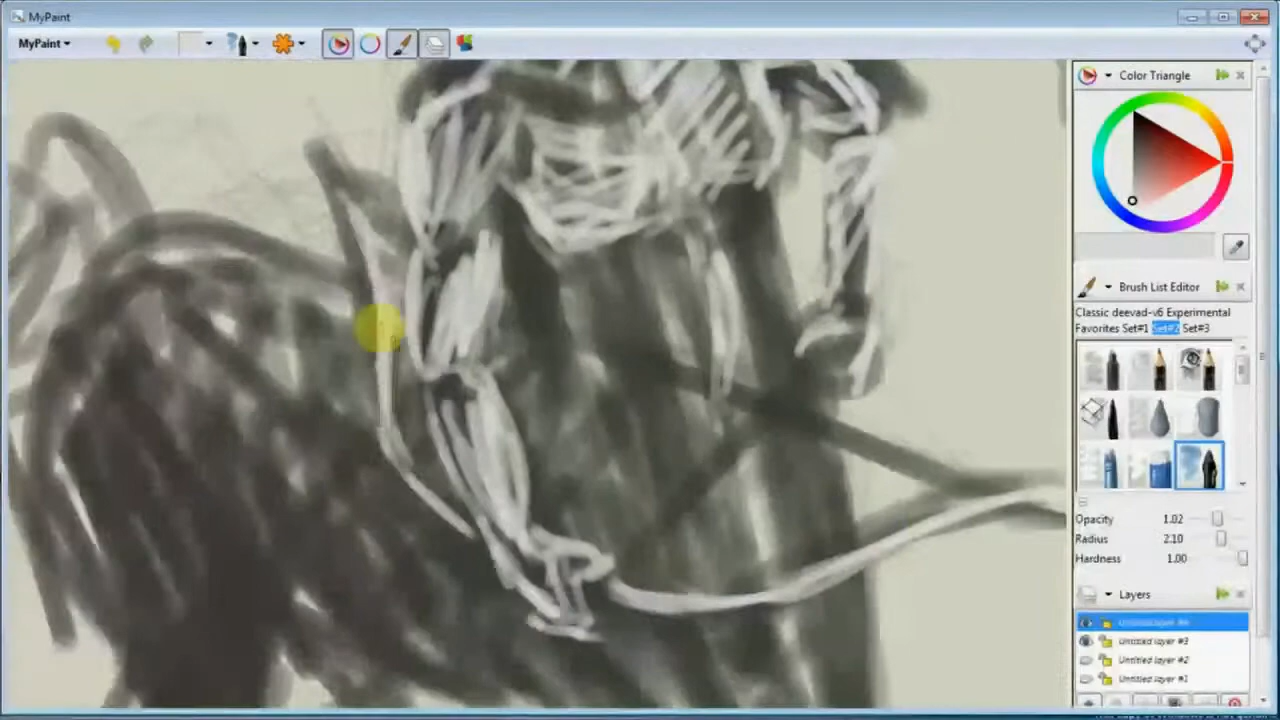 MyPaint
MyPaint
Color Triangle
Brush List Editor
Classic deevad-v6 Experimental
Favorites Set#1 Set#2 Set#3
Opacity 1.02
Radius 2.10
Hardness 1.00
Layers
Untitled layer #3
Untitled layer #2
Untitled layer #1